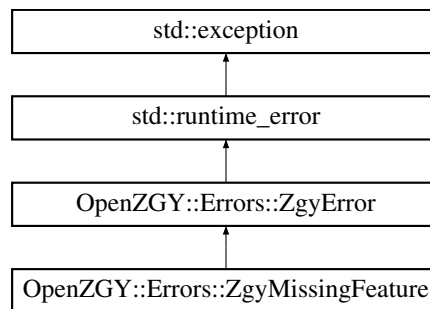 std::exception
std::runtime_error
OpenZGY::Errors::ZgyError
OpenZGY::Errors::ZgyMissingFeature